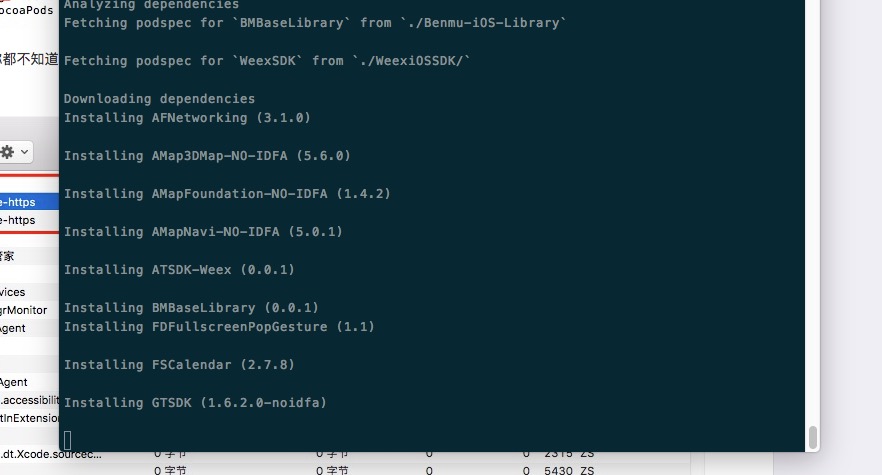 Analyzing dependencies
ocoaPods
Fetching podspec for `BMBaseLibrary` from `./Benmu-iOS-Library`
都不知道
Fetching podspec for `WeexSDK` from `./WeexiOSSDK/`
Downloading dependencies
Installing AFNetworking (3.1.0)
Installing AMap3DMap-NO-IDFA (5.6.0)
Installing AMapFoundation-NO-IDFA (1.4.2)
e-https
e-https
Installing AMapNavi-NO-IDFA (5.0.1)
管家
Installing ATSDK-Weex (0.0.1)
vices
Installing BMBaseLibrary (0.0.1)
grMonitor
Installing FDFullscreenPopGesture (1.1)
Agent
Installing FSCalendar (2.7.8)
Agent
.accessibilit
Installing GTSDK (1.6.2.0-noidfa)
tInExtension
.dt.Xcode.sourcec... 0 字节 0 字节 0 0 2315 ZS
0 字节 0 字节 0 0 5430 ZS